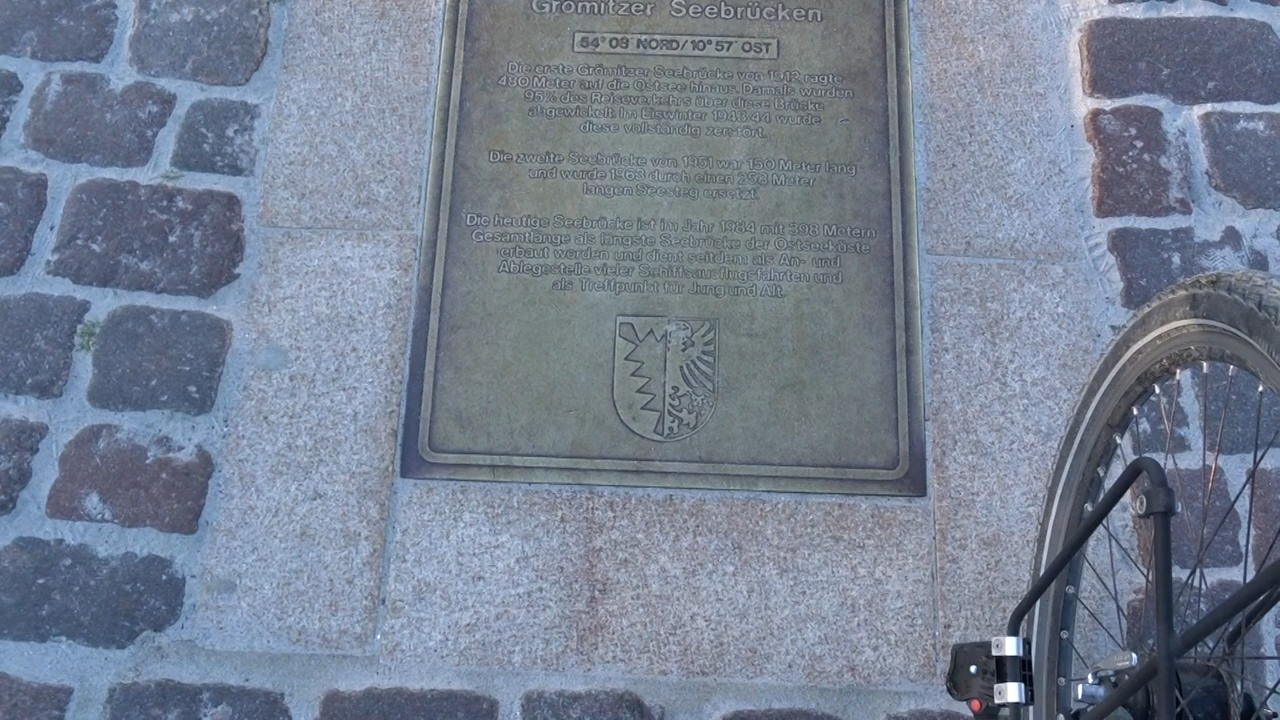 Grömitzer Seebrücken
54° 08' NORD/10° 57' OST
Die erste Grömitzer Seebrücke von 1912 ragte
480 Meter auf die Ostsee hinaus. Damals wurden
95% des Reiseverkehrs über diese Brücke
abgewickelt. Im Eiswinter wurde
diese vollständig zerstört.
Die zweite Seebrücke von 1951 war 150 Meter lang
und wurde 1963 durch einen Meter
langen Seesteg ersetzt.
Die heutige Seebrücke ist im Jahr 1984 mit 398 Metern
Gesamtlänge als längste Seebrücke der Ostseeküste
erbaut worden und dient seitdem als An- und
Ablegestelle vieler Schiffsausflugsfahrten und
als Treffpunkt für Jung und Alt.